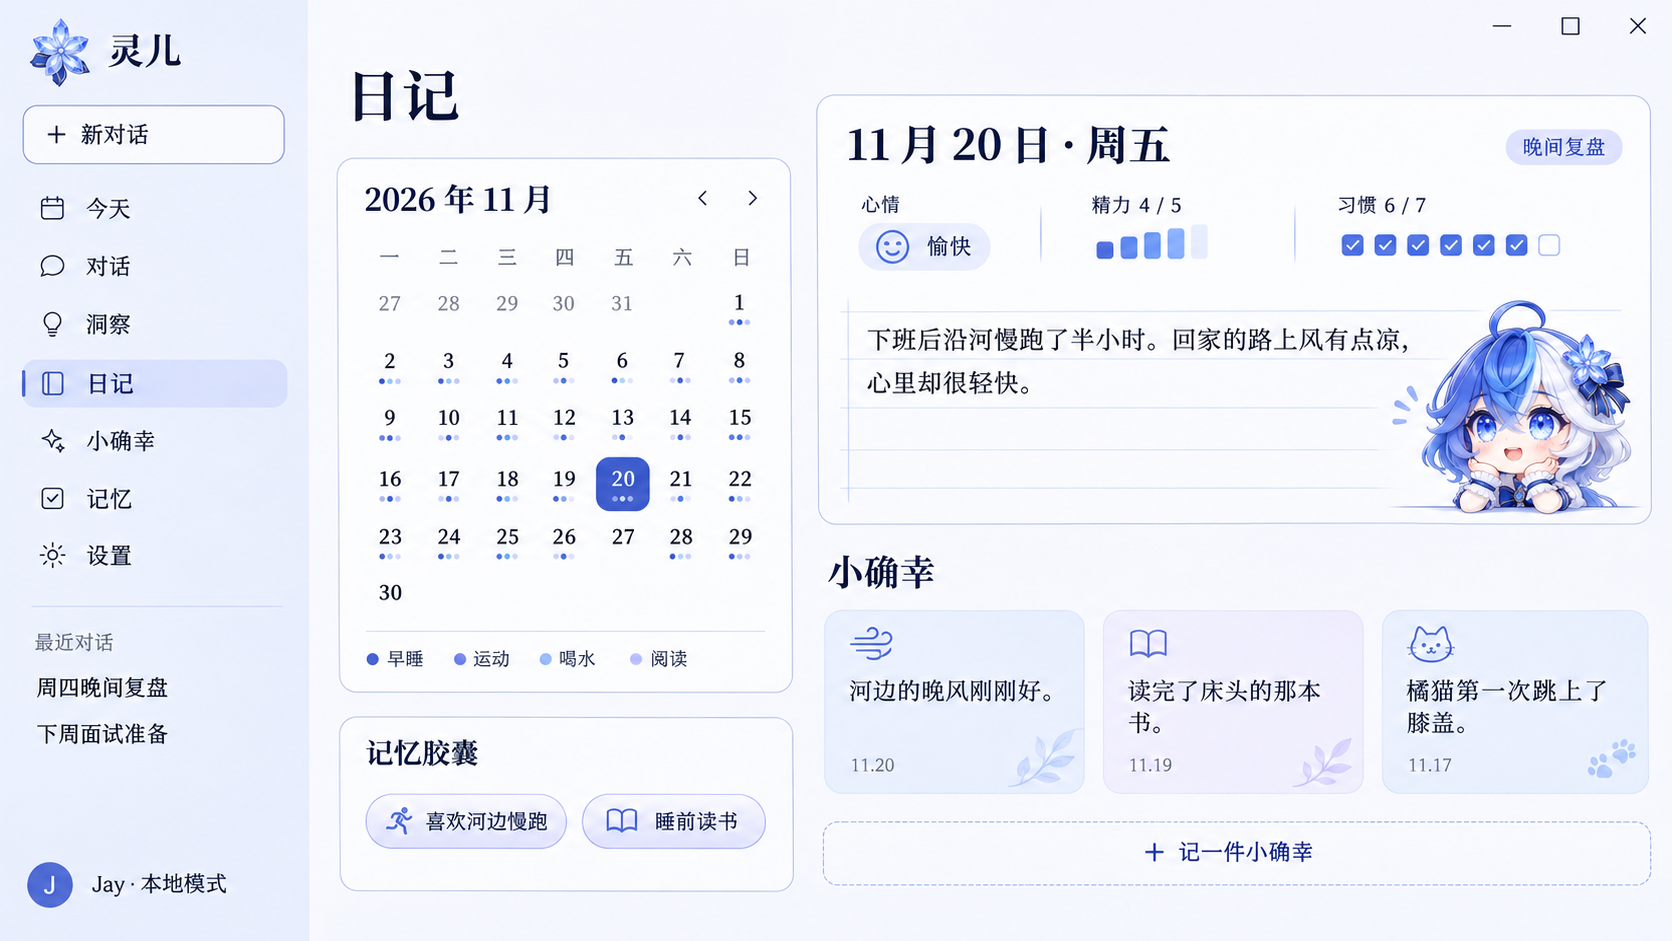 灵儿
+ 新对话
今天
对话
洞察
日记
小确幸
记忆
设置
最近对话
周四晚间复盘
下周面试准备
J
Jay · 本地模式
日记
2026 年 11 月
一 二 三 四 五 六 日
27 28 29 30 31 1
2 3 4 5 6 7 8
9 10 11 12 13 14 15
16 17 18 19 20 21 22
23 24 25 26 27 28 29
30
早睡 运动 喝水 阅读
记忆胶囊
喜欢河边慢跑 睡前读书
11 月 20 日 · 周五
晚间复盘
心情
愉快
精力 4 / 5
习惯 6 / 7
下班后沿河慢跑了半小时。回家的路上风有点凉，
心里却很轻快。
小确幸
河边的晚风刚刚好。
11.20
读完了床头的那本
书。
11.19
橘猫第一次跳上了
膝盖。
11.17
+ 记一件小确幸